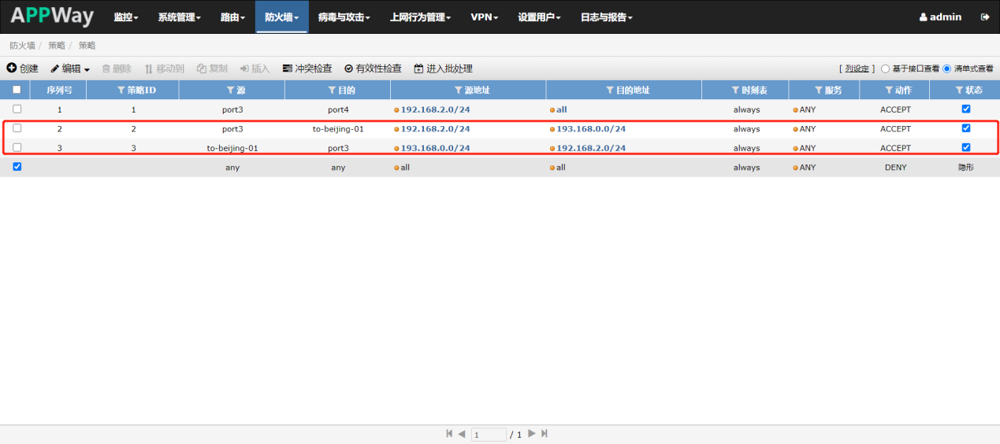 APPWay 监控 系统管理 路由 防火墙 病毒与攻击 上网行为管理 VPN 设置用户 日志与报告 admin
防火墙 / 策略 / 策略
创建 编辑 删除 移动到 复制 插入 冲突检查 有效性检查 进入批处理 [ 列设定 ] 基于接口查看 清单式查看
序列号 策略ID 源 目的 源地址 目的地址 时刻表 服务 动作 状态
1 1 port3 port4 192.168.2.0/24 all always ANY ACCEPT
2 2 port3 to-beijing-01 192.168.2.0/24 193.168.0.0/24 always ANY ACCEPT
3 3 to-beijing-01 port3 193.168.0.0/24 192.168.2.0/24 always ANY ACCEPT
any any all all always ANY DENY 隐形
1 / 1